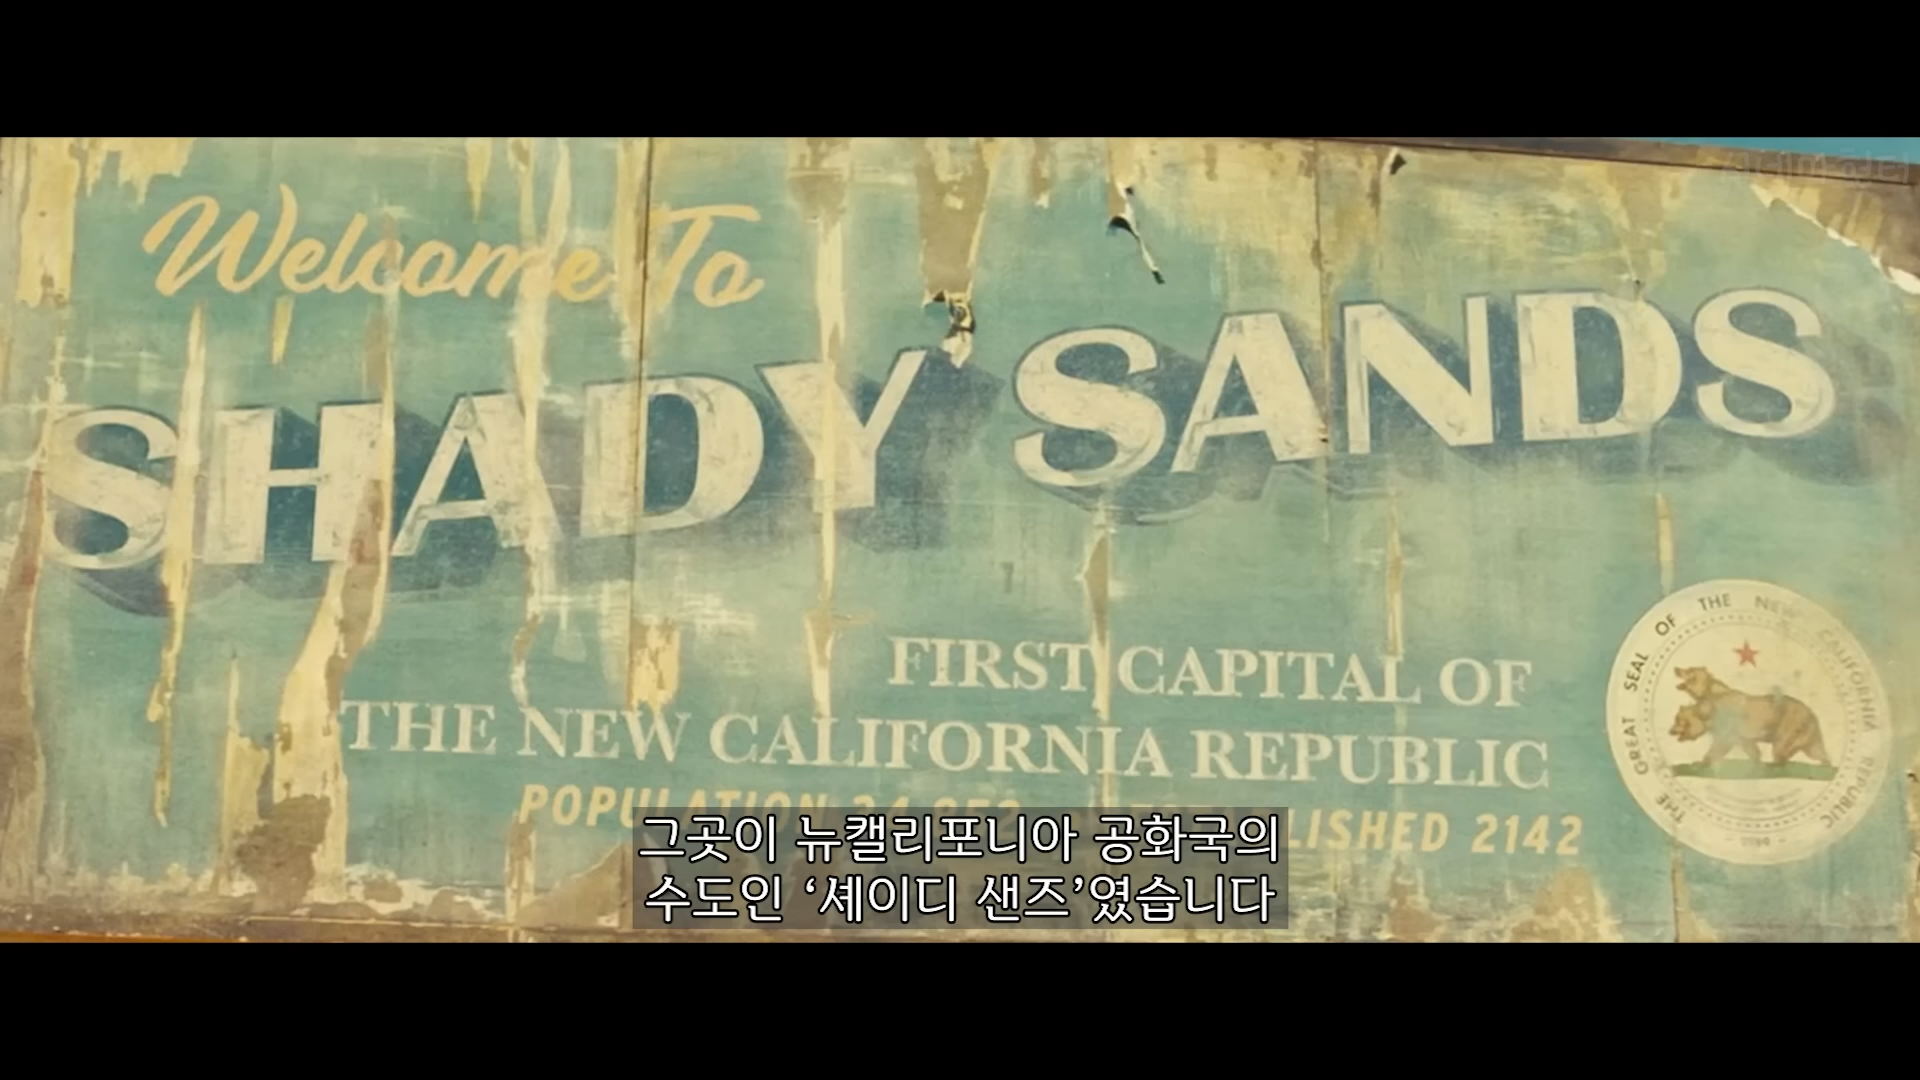 Welcome To
SHADY SANDS
FIRST CAPITAL OF
THE NEW CALIFORNIA REPUBLIC
POPULATION ESTABLISHED 2142
THE GREAT SEAL OF THE NEW CALIFORNIA REPUBLIC
그곳이 뉴캘리포니아 공화국의
수도인 ‘셰이디 샌즈’였습니다